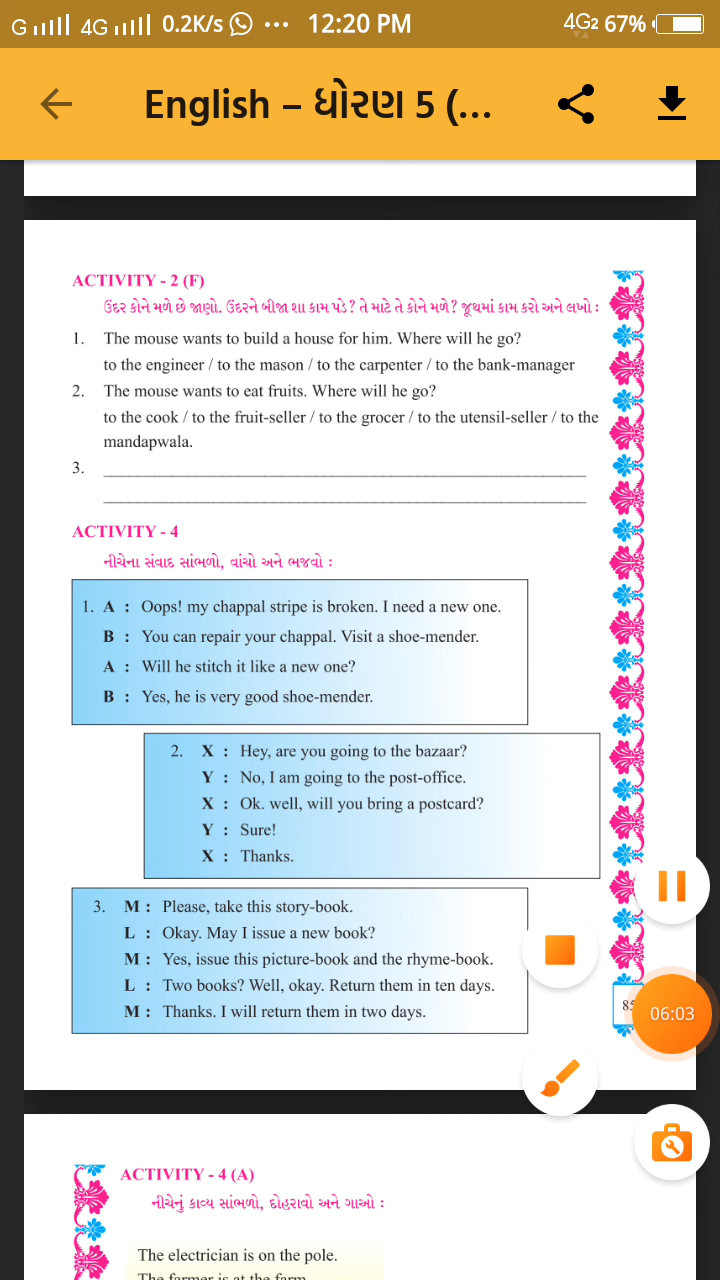 G 4G 0.2K/s ••• 12:20 PM 4G2 67%
English – ધોરણ 5 (...
ACTIVITY - 2 (F)
ઉંદર કોને મળે છે જાણો. ઉંદરને બીજા શા કામ પડે? તે માટે તે કોને મળે? જૂથમાં કામ કરો અને લખો :
1. The mouse wants to build a house for him. Where will he go?
to the engineer / to the mason / to the carpenter / to the bank-manager
2. The mouse wants to eat fruits. Where will he go?
to the cook / to the fruit-seller / to the grocer / to the utensil-seller / to the
mandapwala.
3.
ACTIVITY - 4
નીચેના સંવાદ સાંભળો, વાંચો અને ભજવો :
1. A : Oops! my chappal stripe is broken. I need a new one.
B : You can repair your chappal. Visit a shoe-mender.
A : Will he stitch it like a new one?
B : Yes, he is very good shoe-mender.
2. X : Hey, are you going to the bazaar?
Y : No, I am going to the post-office.
X : Ok. well, will you bring a postcard?
Y : Sure!
X : Thanks.
3. M : Please, take this story-book.
L : Okay. May I issue a new book?
M : Yes, issue this picture-book and the rhyme-book.
L : Two books? Well, okay. Return them in ten days.
M : Thanks. I will return them in two days.
85
06:03
ACTIVITY - 4 (A)
નીચેનું કાવ્ય સાંભળો, દોહરાવો અને ગાઓ :
The electrician is on the pole.
The farmer is at the farm